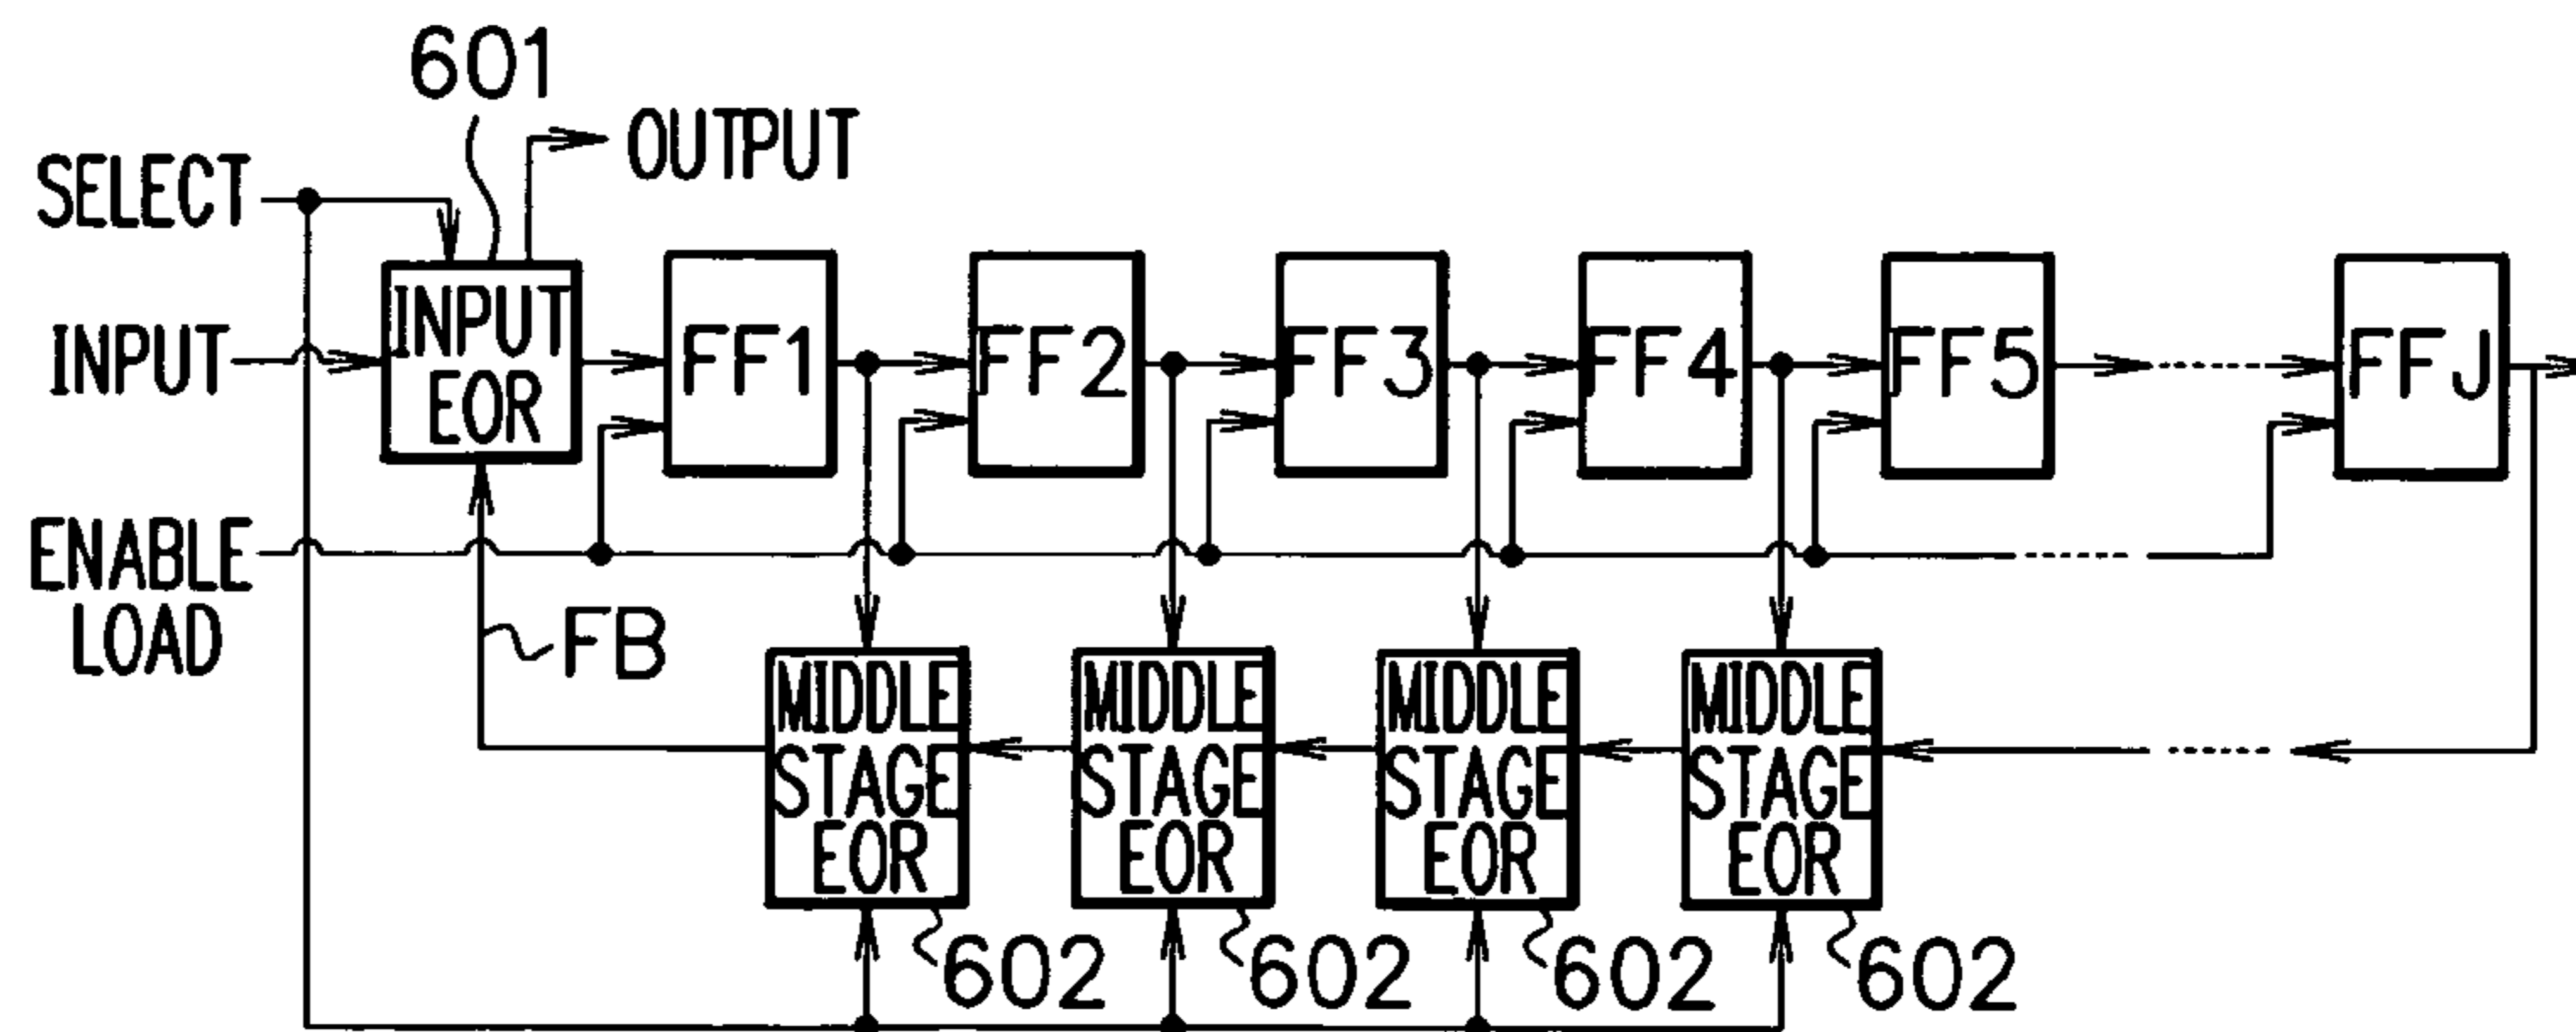 601
OUTPUT
SELECT
INPUT
INPUT
EOR
FF1
FF2
FF3
FF4
FF5
FFJ
ENABLE
LOAD
FB
MIDDLE
STAGE
EOR
MIDDLE
STAGE
EOR
MIDDLE
STAGE
EOR
MIDDLE
STAGE
EOR
602
602
602
602